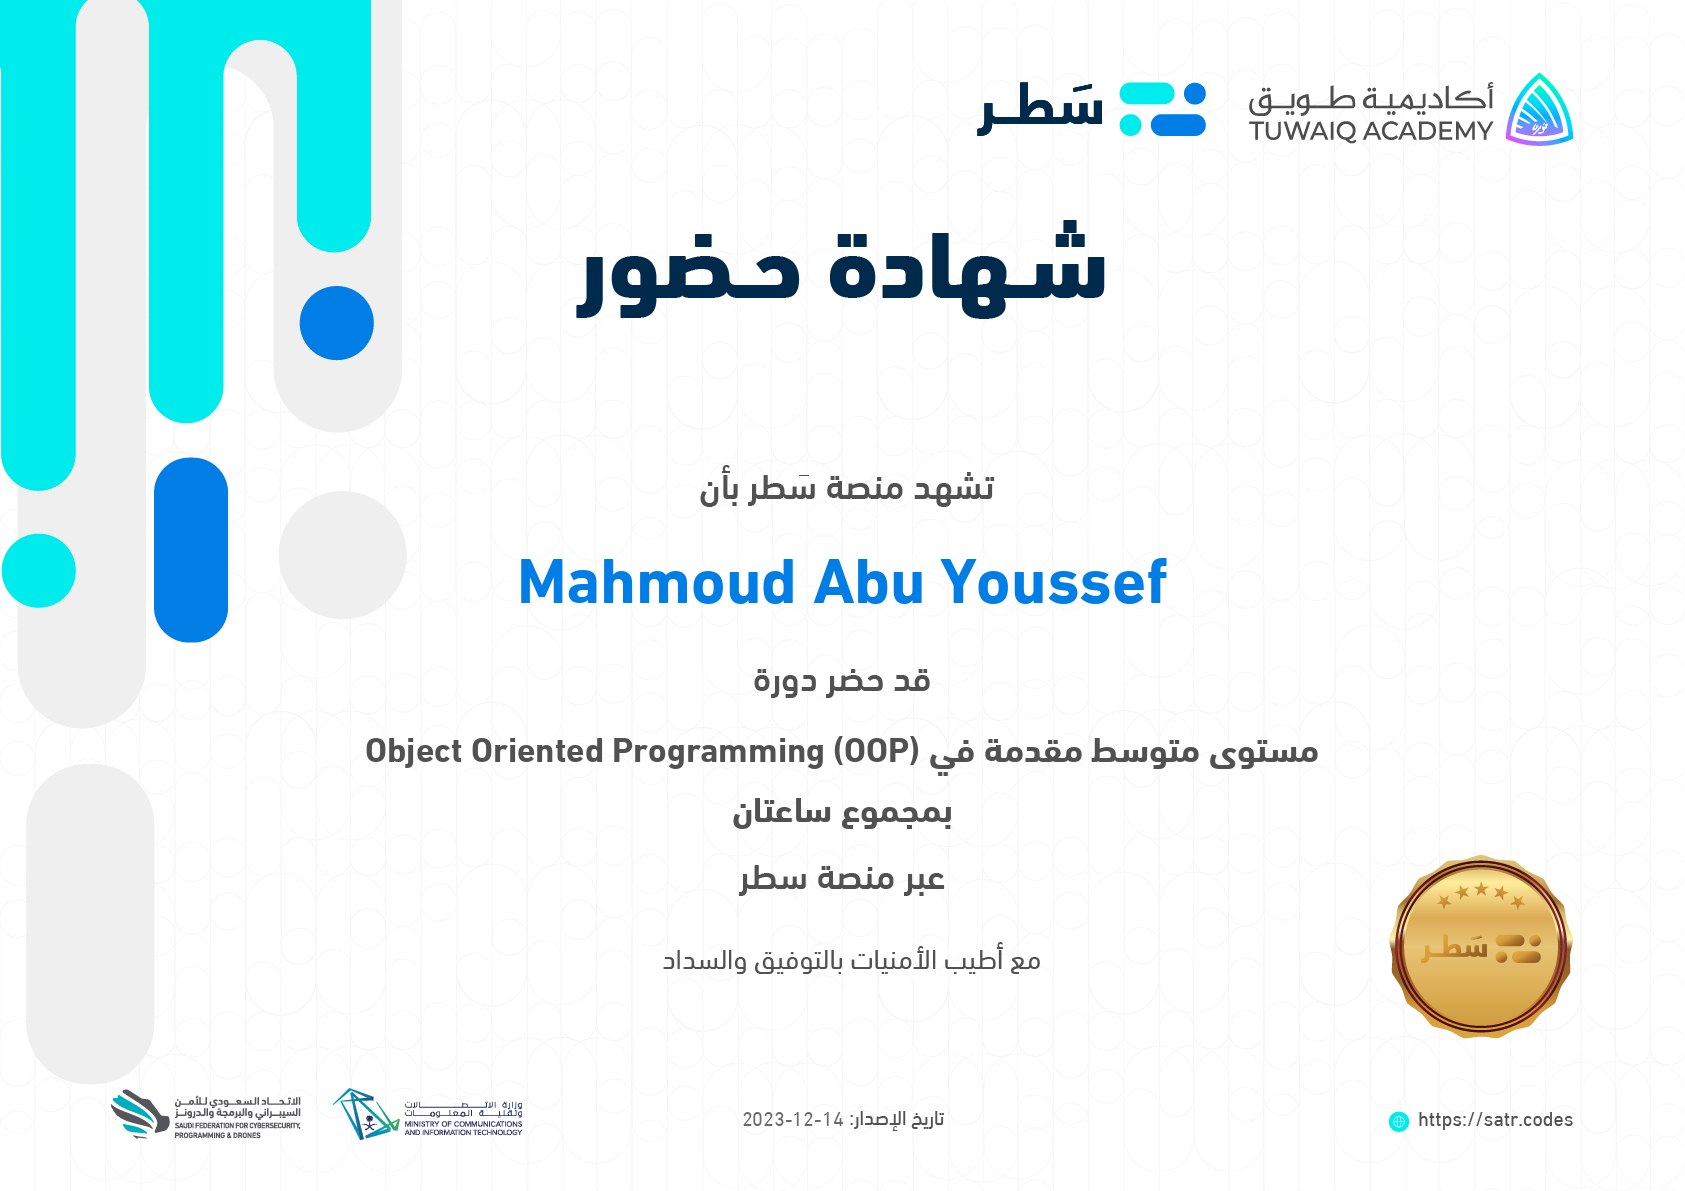 أكاديمية طويق
TUWAIQ ACADEMY
سَطر
شهادة حضور
تشهد منصة سَطر بأن
Mahmoud Abu Youssef
قد حضر دورة
مستوى متوسط مقدمة في Object Oriented Programming (OOP)
بمجموع ساعتان
عبر منصة سطر
مع أطيب الأمنيات بالتوفيق والسداد
سَطر
الاتحاد السعودي للأمن
السيبراني والبرمجة والدرونز
SAUDI FEDERATION FOR CYBERSECURITY,
PROGRAMMING & DRONES
وزارة الاتصالات
وتقنية المعلومات
MINISTRY OF COMMUNICATIONS
AND INFORMATION TECHNOLOGY
تاريخ الإصدار: 2023-12-14
https://satr.codes